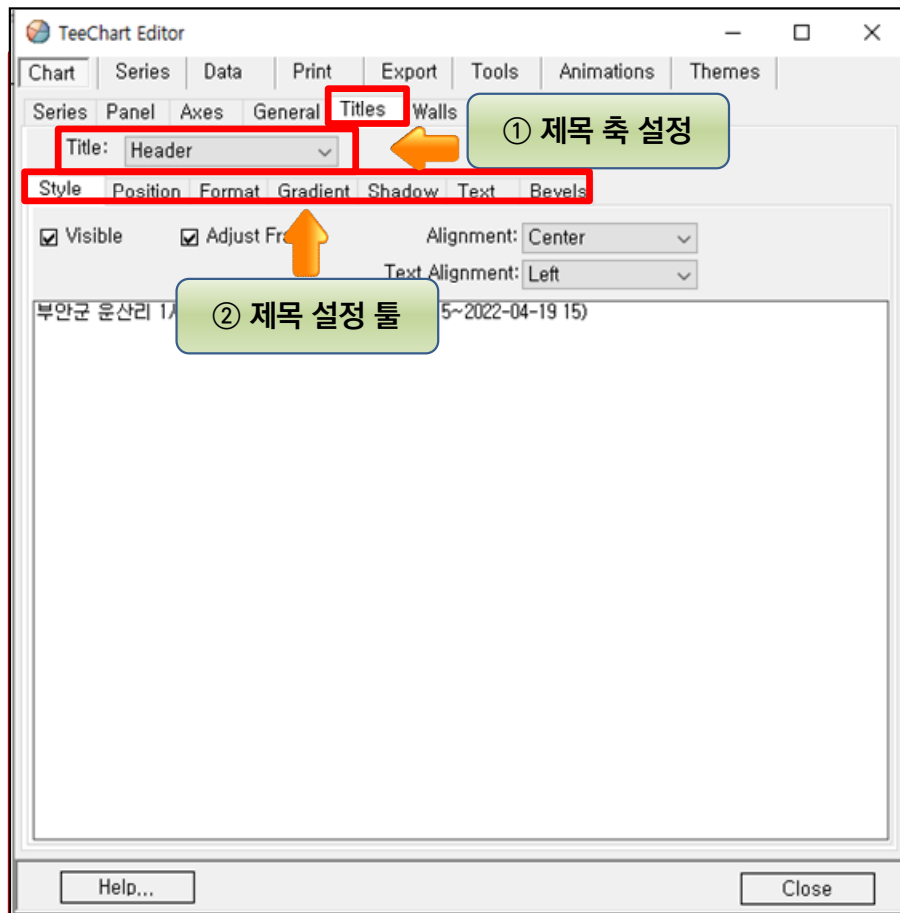 TeeChart Editor
Chart Series Data Print Export Tools Animations Themes
Series Panel Axes General Titles Walls
① 제목 축 설정
Title: Header
Style Position Format Gradient Shadow Text Bevels
Visible Adjust Alignment: Center
Text Alignment: Left
② 제목 설정 툴
부안군 운산리 5~2022-04-19 15)
Help... Close